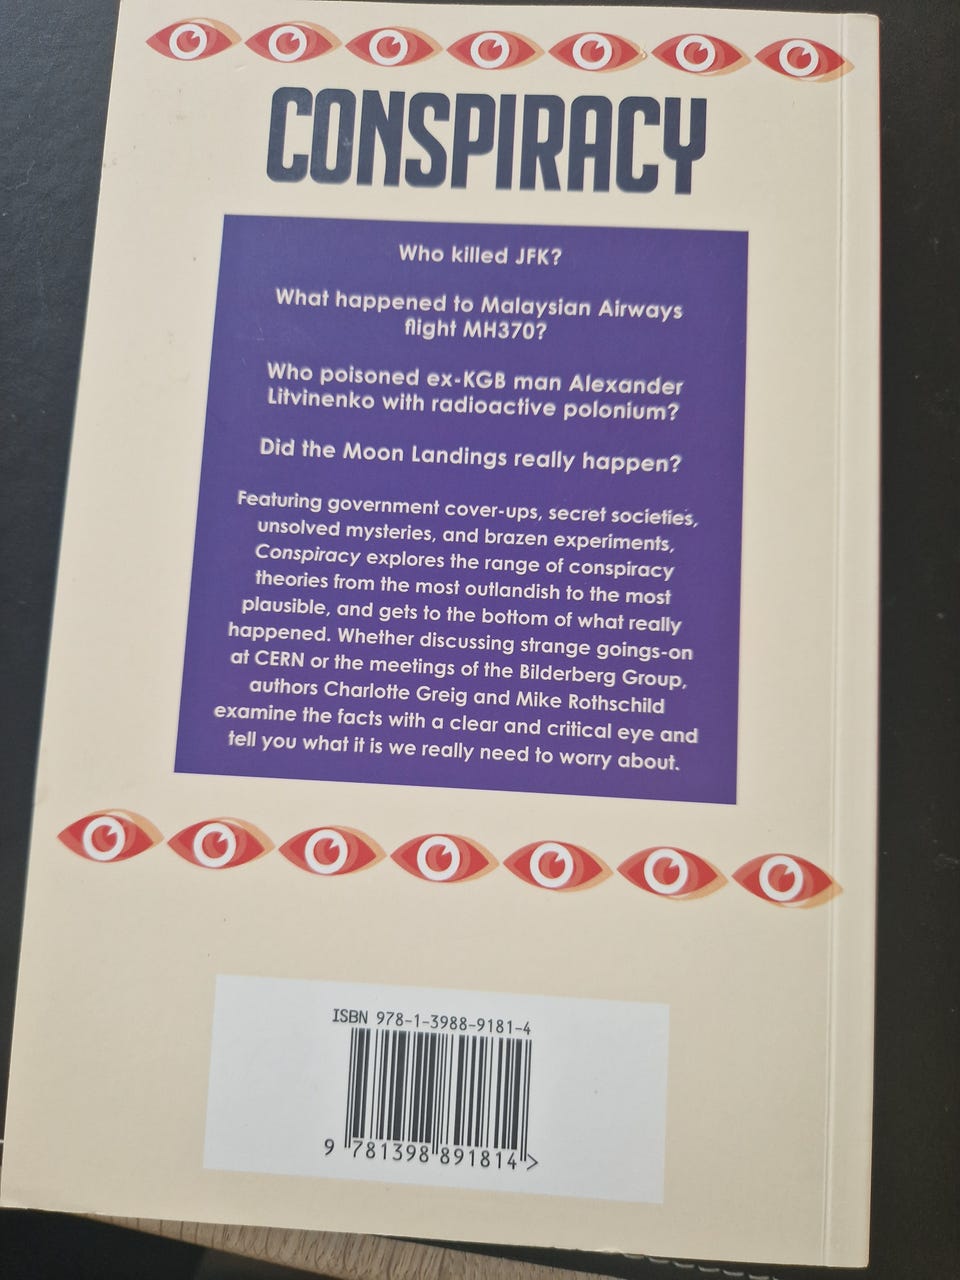 CONSPIRACY
Who killed JFK?
What happened to Malaysian Airways
flight MH370?
Who poisoned ex-KGB man Alexander
Litvinenko with radioactive polonium?
Did the Moon Landings really happen?
Featuring government cover-ups, secret societies,
unsolved mysteries, and brazen experiments,
Conspiracy explores the range of conspiracy
theories from the most outlandish to the most
plausible, and gets to the bottom of what really
happened. Whether discussing strange goings-on
at CERN or the meetings of the Bilderberg Group,
authors Charlotte Greig and Mike Rothschild
examine the facts with a clear and critical eye and
tell you what it is we really need to worry about.
ISBN 978-1-3988-9181-4
9 781398 891814 >